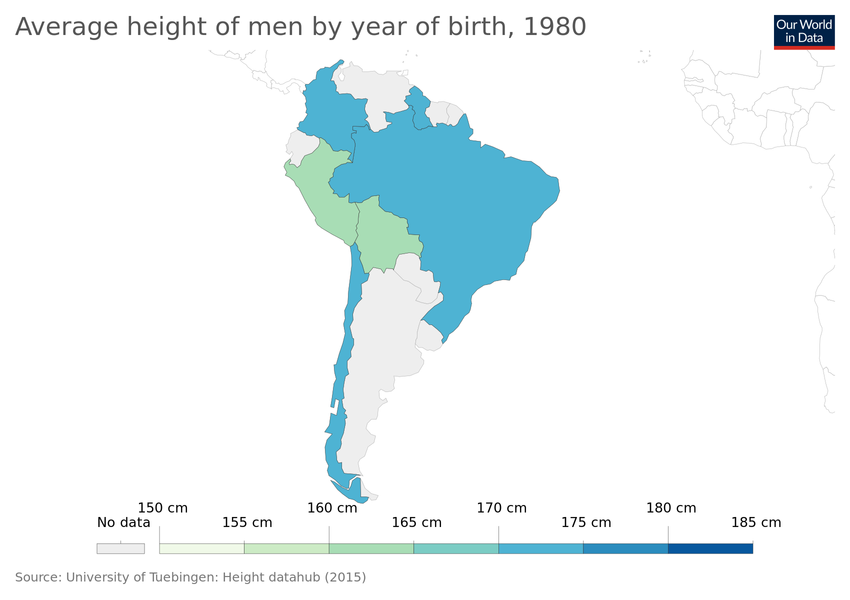 Average height of men by year of birth, 1980
Our World
in Data
150 cm
160 cm
170 cm
180 cm
No data
155 cm
165 cm
175 cm
185 cm
Source: University of Tuebingen: Height datahub (2015)